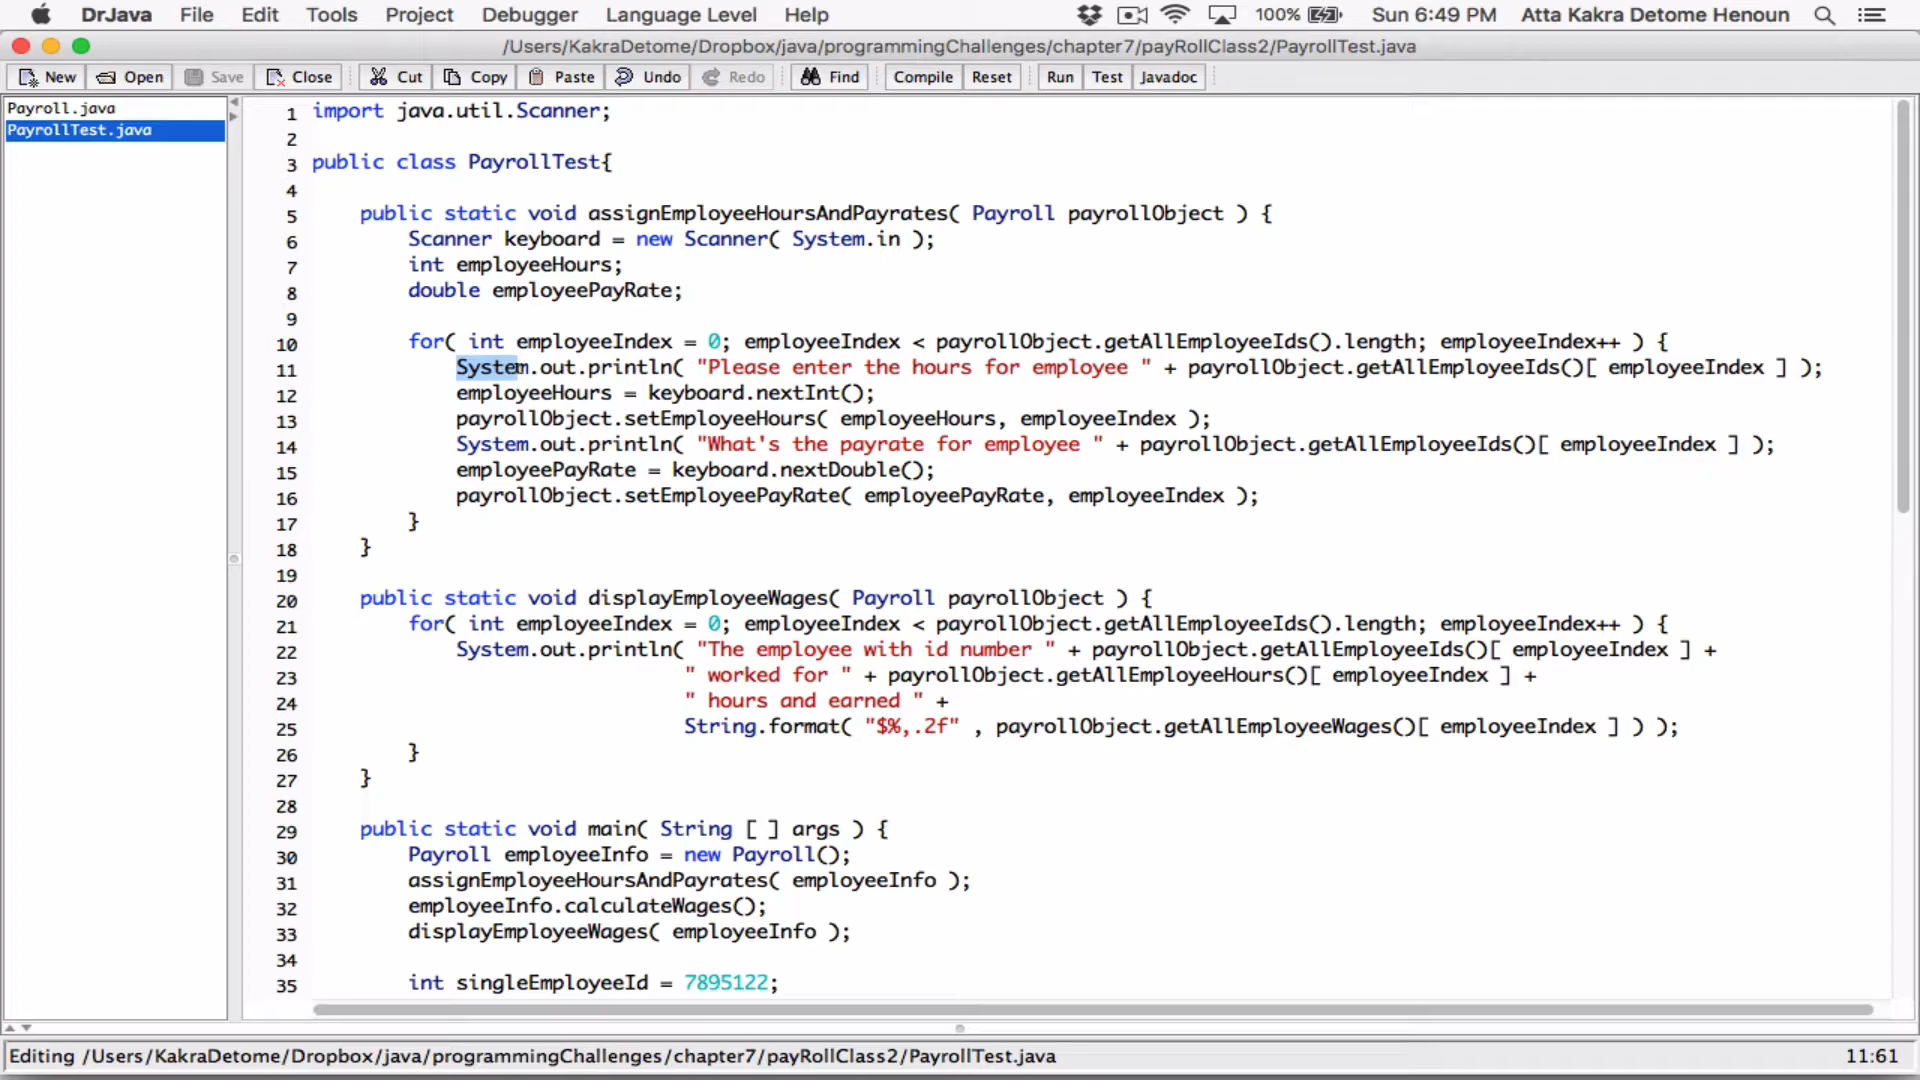 DrJava File Edit Tools Project Debugger Language Level Help 100% Sun 6:49 PM Atta Kakra Detome Henoun
/Users/KakraDetome/Dropbox/java/programmingChallenges/chapter7/payRollClass2/PayrollTest.java
New Open Save Close Cut Copy Paste Undo Redo Find Compile Reset Run Test Javadoc
Payroll.java
PayrollTest.java
1 import java.util.Scanner;
2
3 public class PayrollTest{
4
5 public static void assignEmployeeHoursAndPayrates( Payroll payrollObject ) {
6 Scanner keyboard = new Scanner( System.in );
7 int employeeHours;
8 double employeePayRate;
9
10 for( int employeeIndex = 0; employeeIndex < payrollObject.getAllEmployeeIds().length; employeeIndex++ ) {
11 System.out.println( "Please enter the hours for employee " + payrollObject.getAllEmployeeIds()[ employeeIndex ] );
12 employeeHours = keyboard.nextInt();
13 payrollObject.setEmployeeHours( employeeHours, employeeIndex );
14 System.out.println( "What's the payrate for employee " + payrollObject.getAllEmployeeIds()[ employeeIndex ] );
15 employeePayRate = keyboard.nextDouble();
16 payrollObject.setEmployeePayRate( employeePayRate, employeeIndex );
17 }
18 }
19
20 public static void displayEmployeeWages( Payroll payrollObject ) {
21 for( int employeeIndex = 0; employeeIndex < payrollObject.getAllEmployeeIds().length; employeeIndex++ ) {
22 System.out.println( "The employee with id number " + payrollObject.getAllEmployeeIds()[ employeeIndex ] +
23 " worked for " + payrollObject.getAllEmployeeHours()[ employeeIndex ] +
24 " hours and earned " +
25 String.format( "$%,.2f" , payrollObject.getAllEmployeeWages()[ employeeIndex ] ) );
26 }
27 }
28
29 public static void main( String [ ] args ) {
30 Payroll employeeInfo = new Payroll();
31 assignEmployeeHoursAndPayrates( employeeInfo );
32 employeeInfo.calculateWages();
33 displayEmployeeWages( employeeInfo );
34
35 int singleEmployeeId = 7895122;
Editing /Users/KakraDetome/Dropbox/java/programmingChallenges/chapter7/payRollClass2/PayrollTest.java 11:61